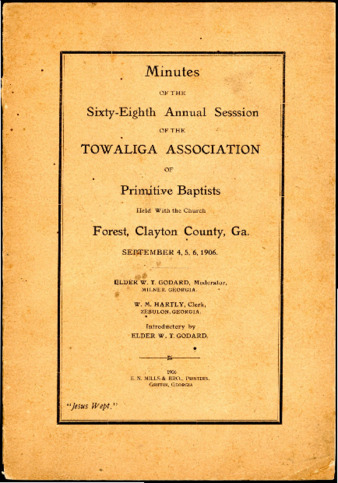 Minutes
OF THE
Sixty-Eighth Annual Sesssion
OF THE
TOWALIGA ASSOCIATION
OF
Primitive Baptists
Held With the Church
Forest, Clayton County, Ga.
SEPTEMBER 4, 5, 6, 1906.
ELDER W. T. GODARD, Moderator,
MILNER, GEORGIA.
W. M. HARTLY, Clerk,
ZEBULON, GEORGIA.
Introductory by
ELDER W. T. GODARD.
1906
MILLS & BRO., PRINTERS,
GRIFFIN, GEORGIA
"Jesus Wept."